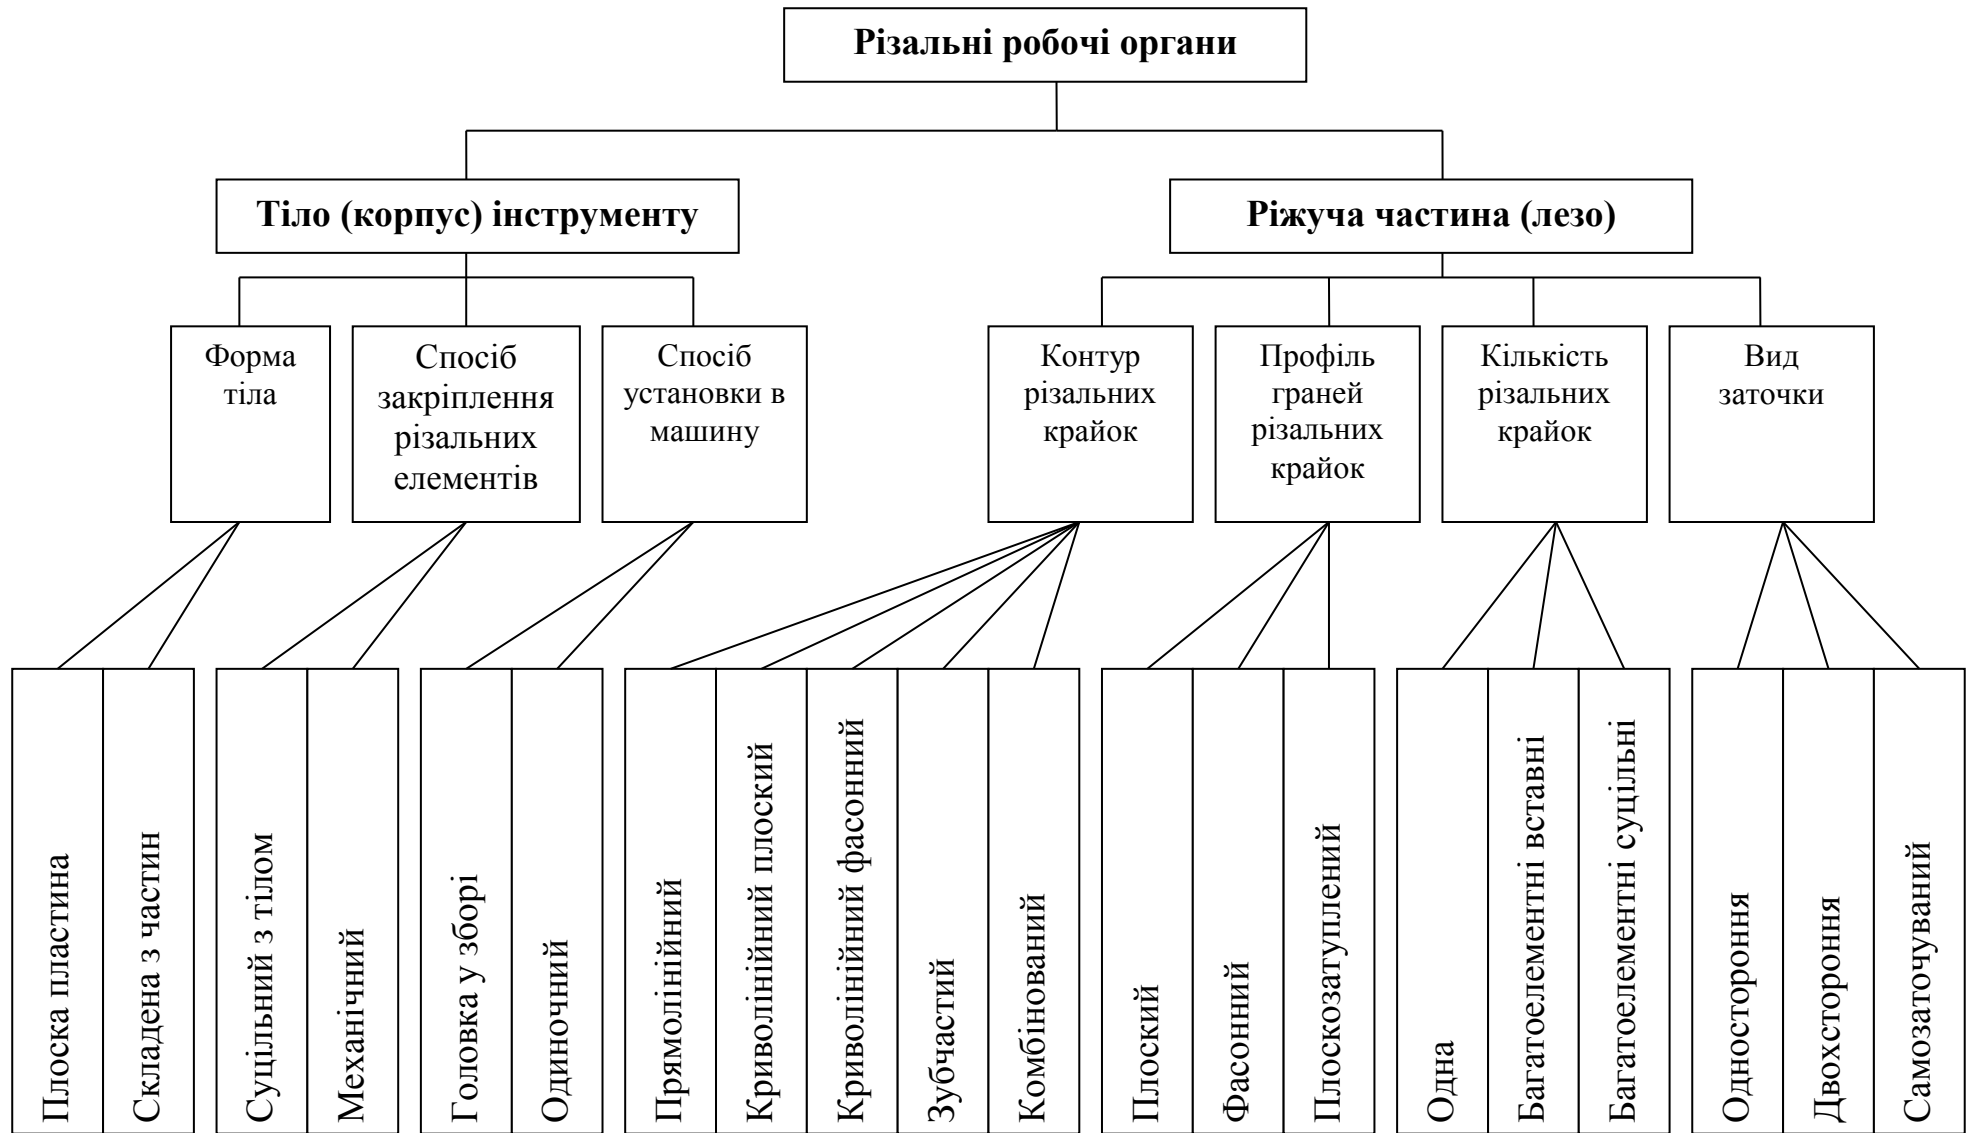 Різальні робочі органи
Тіло (корпус) інструменту
Ріжуча частина (лезо)
Форма
тіла
Спосіб
закріплення
різальних
елементів
Спосіб
установки в
машину
Контур
різальних
крайок
Профіль
граней
різальних
крайок
Кількість
різальних
крайок
Вид
заточки
Плоска пластина
Складена з частин
Суцільний з тілом
Механічний
Головка у зборі
Одиночний
Прямолінійний
Криволінійний плоский
Криволінійний фасонний
Зубчастий
Комбінований
Плоский
Фасонний
Плоскозатуплений
Одна
Багатоелементні вставні
Багатоелементні суцільні
Одностороння
Двохстороння
Самозаточуваний